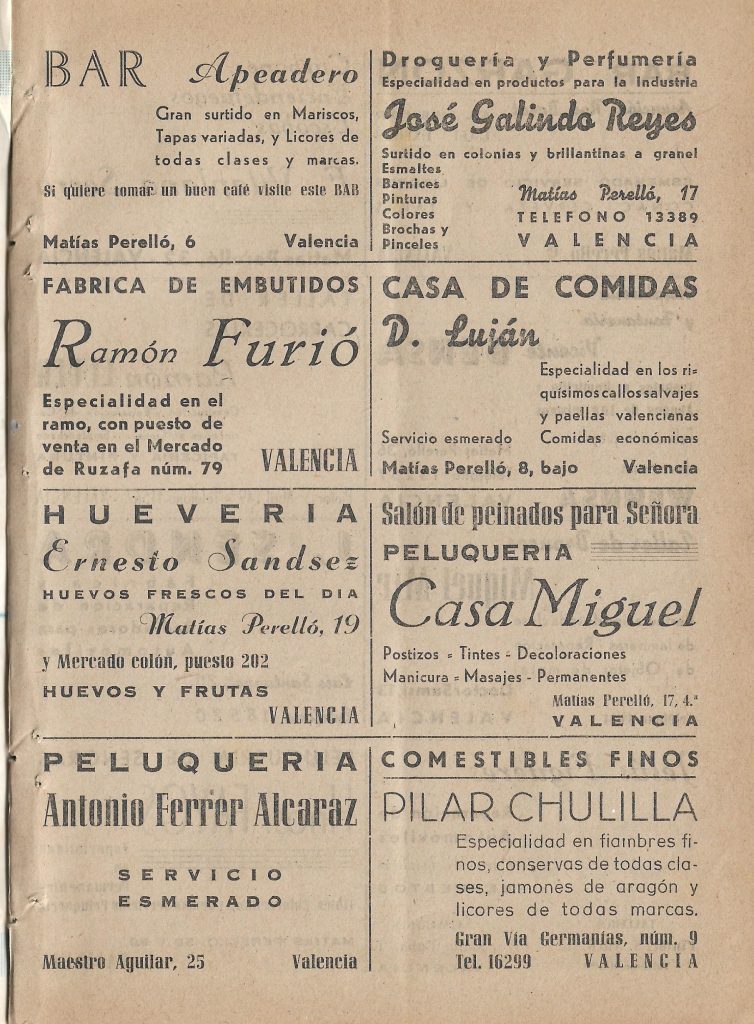 BAR Apeadero
Gran surtido en Mariscos,
Tapas variadas, y Licores de
todas clases y marcas.
Si quiere tomar un buen café visite este BAR
Matías Perelló, 6 Valencia
Droguería y Perfumería
Especialidad en productos para la Industria
José Galindo Reyes
Surtido en colonias y brillantinas a granel
Esmaltes
Barnices
Pinturas
Colores
Brochas y
Pinceles
Matías Perelló, 17
TELEFONO 13389
VALENCIA
FABRICA DE EMBUTIDOS
Ramón Furió
Especialidad en el
ramo, con puesto de
venta en el Mercado
de Ruzafa núm. 79
VALENCIA
CASA DE COMIDAS
D. Luján
Especialidad en los ri-
quísimos callos salvajes
y paellas valencianas
Servicio esmerado Comidas económicas
Matías Perelló, 8, bajo Valencia
HUEVERIA
Ernesto Sandsez
HUEVOS FRESCOS DEL DIA
Matías Perelló, 19
y Mercado colón, puesto 202
HUEVOS Y FRUTAS
VALENCIA
Salón de peinados para Señora
PELUQUERIA
Casa Miguel
Postizos = Tintes - Decoloraciones
Manicura = Masajes - Permanentes
Matías Perelló, 17, 4.ª
VALENCIA
PELUQUERIA
Antonio Ferrer Alcaraz
SERVICIO
ESMERADO
Maestro Aguilar, 25 Valencia
COMESTIBLES FINOS
PILAR CHULILLA
Especialidad en fiambres fi-
nos, conservas de todas cla-
ses, jamones de aragón y
licores de todas marcas.
Gran Vía Germanías, núm. 9
Tel. 16299 VALENCIA